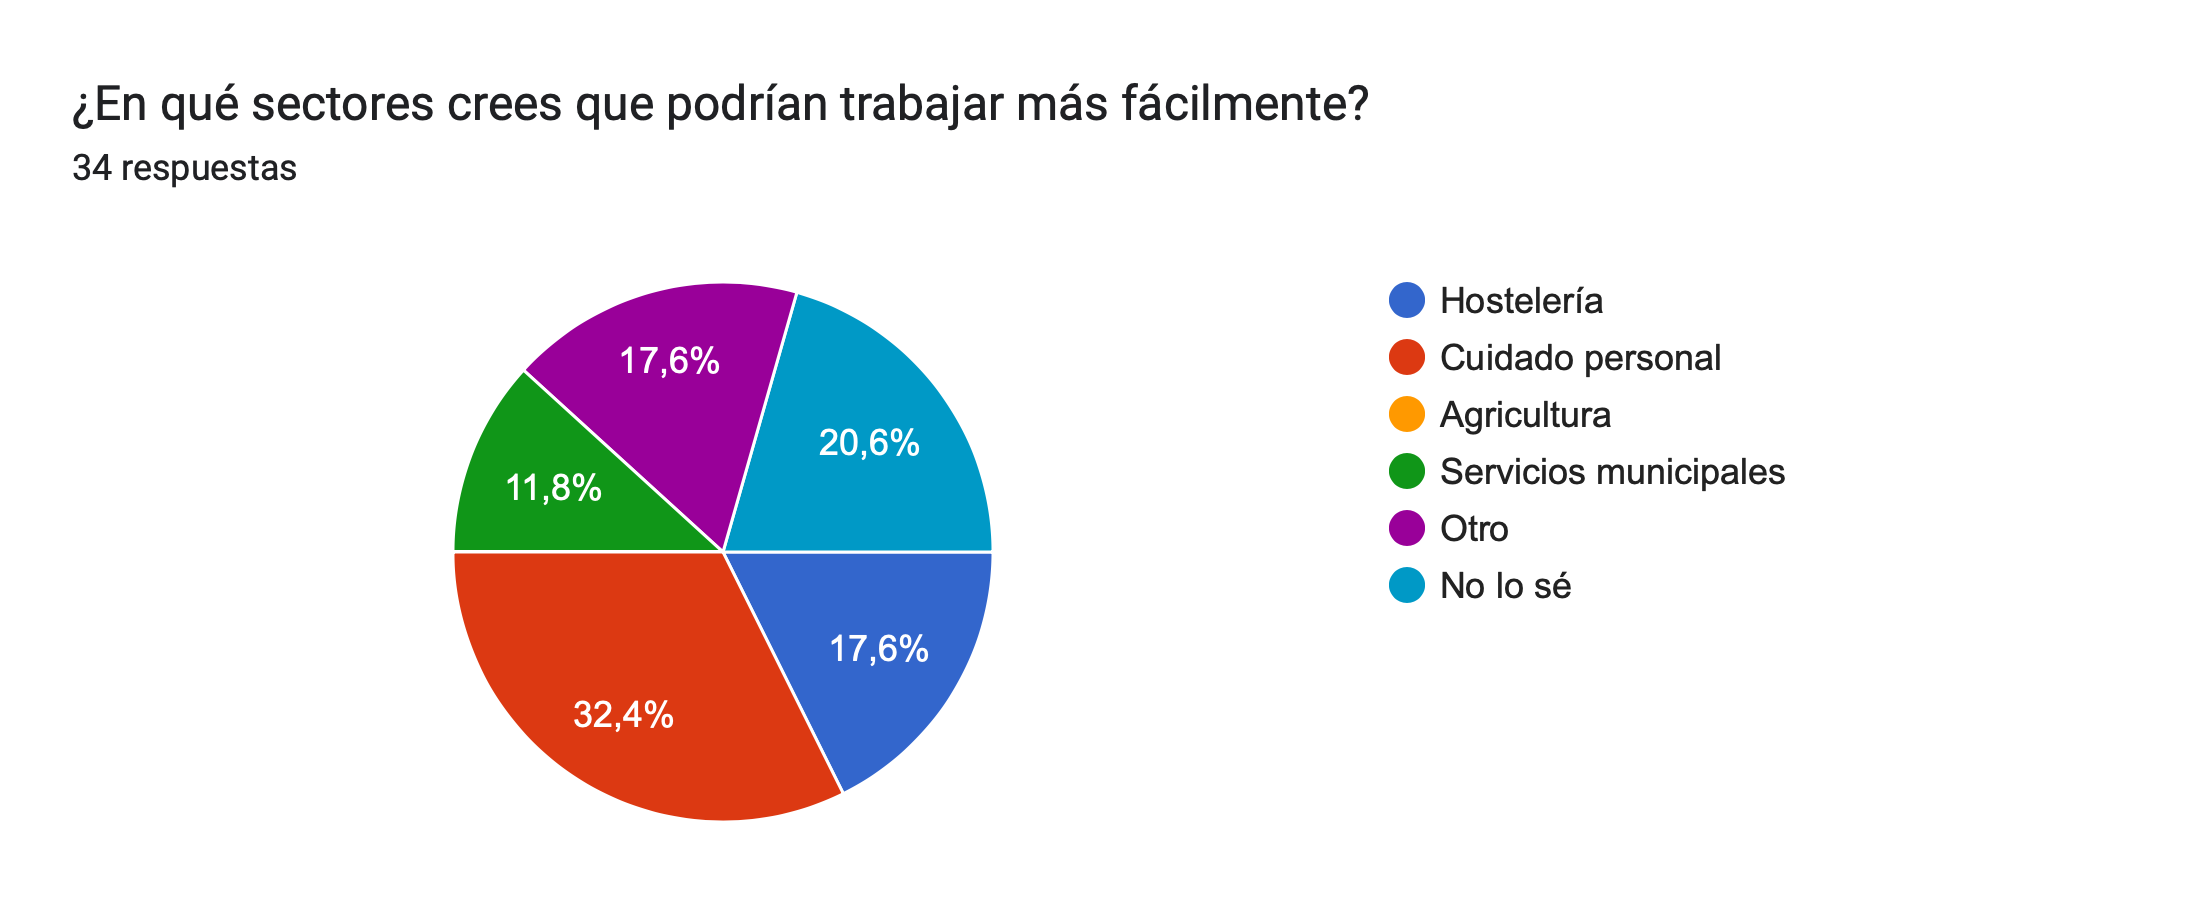 ¿En qué sectores crees que podrían trabajar más fácilmente?
34 respuestas
17,6%
20,6%
11,8%
17,6%
32,4%
Hostelería
Cuidado personal
Agricultura
Servicios municipales
Otro
No lo sé